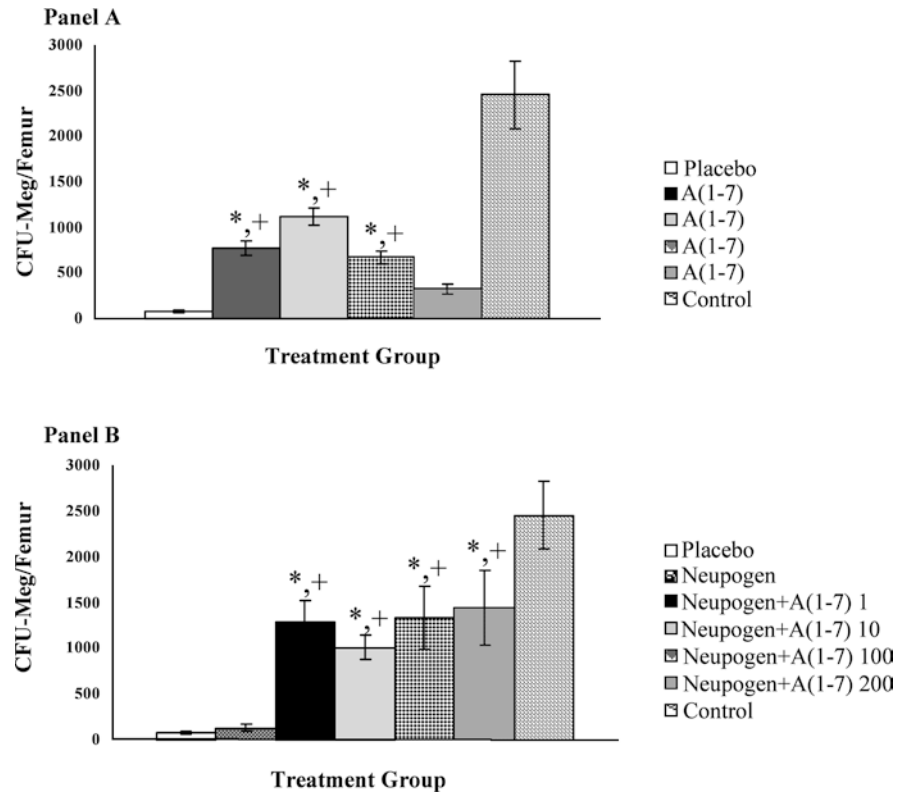 Panel A
3000
2500
2000
1500
1000
500
0
CFU-Meg/Femur
*,+
*,+
*,+
Treatment Group
Placebo
A(1-7)
A(1-7)
A(1-7)
A(1-7)
Control
Panel B
3000
2500
2000
1500
1000
500
0
CFU-Meg/Femur
*,+
*,+
*,+
*,+
Treatment Group
Placebo
Neupogen
Neupogen+A(1-7) 1
Neupogen+A(1-7) 10
Neupogen+A(1-7) 100
Neupogen+A(1-7) 200
Control